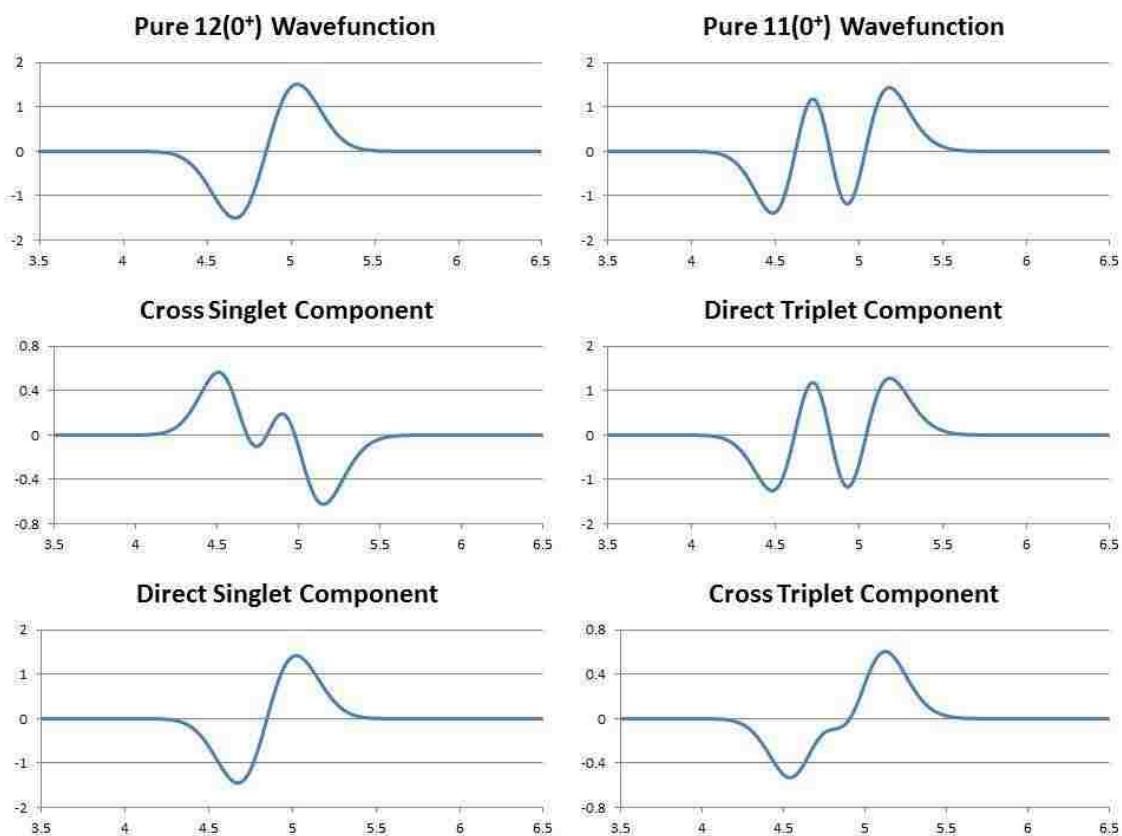 Pure 12(0⁺) Wavefunction
2
1
0
-1
-2
3.5 4 4.5 5 5.5 6 6.5
Pure 11(0⁺) Wavefunction
2
1
0
-1
-2
3.5 4 4.5 5 5.5 6 6.5
Cross Singlet Component
0.8
0.4
0
-0.4
-0.8
3.5 4 4.5 5 5.5 6 6.5
Direct Triplet Component
2
1
0
-1
-2
3.5 4 4.5 5 5.5 6 6.5
Direct Singlet Component
2
1
0
-1
-2
3.5 4 4.5 5 5.5 6 6.5
Cross Triplet Component
0.8
0.4
0
-0.4
-0.8
3.5 4 4.5 5 5.5 6 6.5